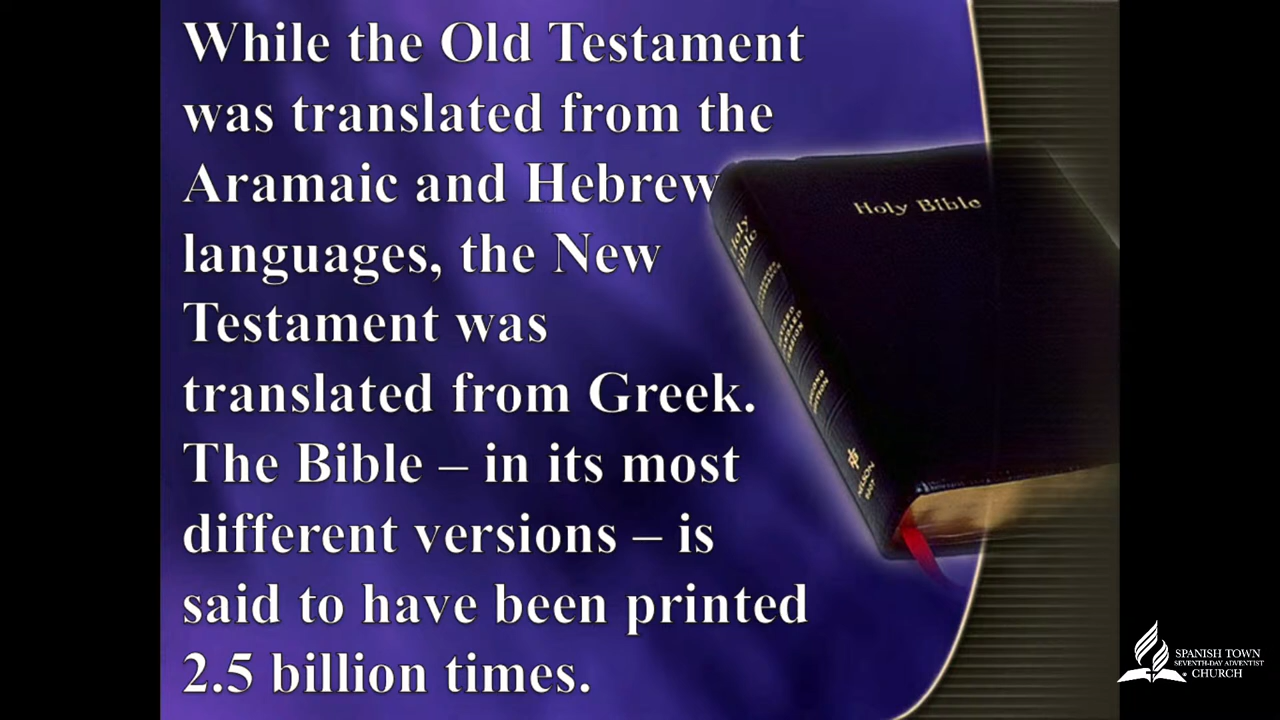 While the Old Testament
was translated from the
Aramaic and Hebrew
languages, the New
Testament was
translated from Greek.
The Bible – in its most
different versions – is
said to have been printed
2.5 billion times.
Holy Bible
Holy
Bible
SPANISH TOWN
SEVENTH-DAY ADVENTIST
CHURCH